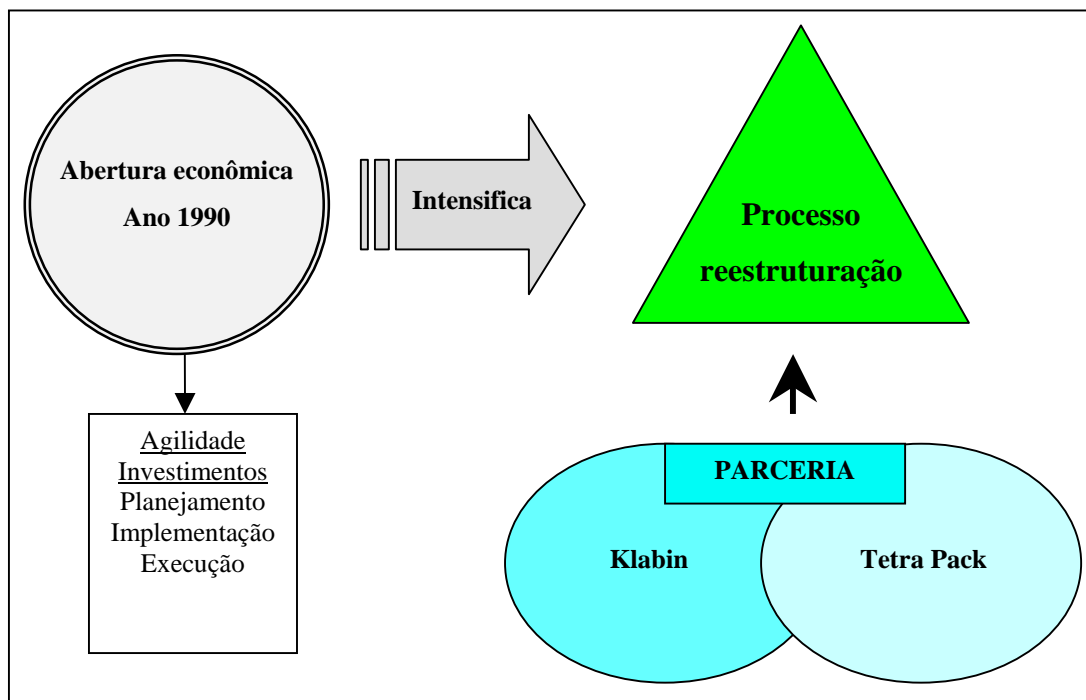 Abertura econômica
Ano 1990
Intensifica
Processo
reestruturação
Agilidade
Investimentos
Planejamento
Implementação
Execução
PARCERIA
Klabin
Tetra Pack